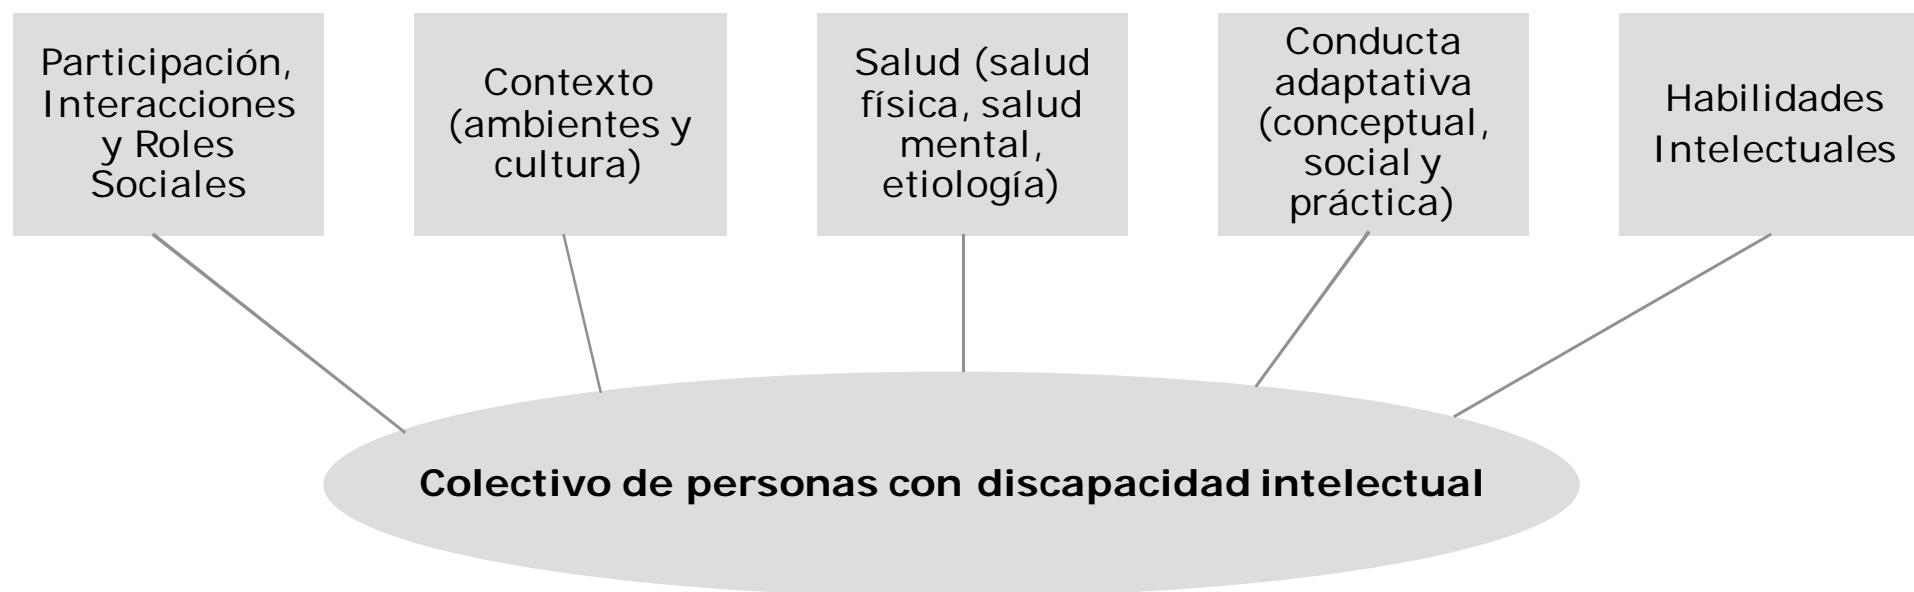 Participación,
Interacciones
y Roles
Sociales
Contexto
(ambientes y
cultura)
Salud (salud
física, salud
mental,
etiología)
Conducta
adaptativa
(conceptual,
social y
práctica)
Habilidades
Intelectuales
Colectivo de personas con discapacidad intelectual